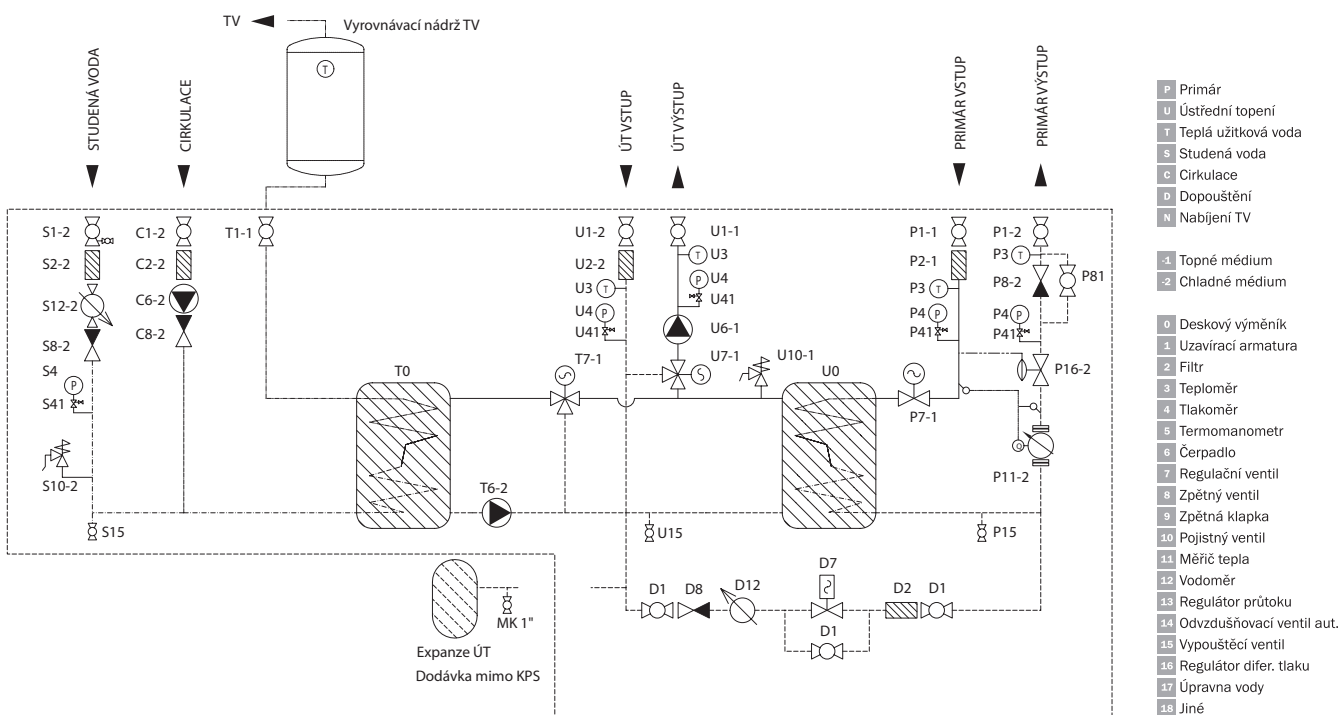 TV
Vyrovnávací nádrž TV
T
STUDENÁ VODA
CIRKULACE
ÚT VSTUP
ÚT VÝSTUP
PRIMÁR VSTUP
PRIMÁR VÝSTUP
S1-2
C1-2
T1-1
U1-2
U1-1
P1-1
P1-2
S2-2
C2-2
U2-2
T
U3
P2-1
P3
T
P81
S12-2
C6-2
U3
T
P
U4
U41
P3
T
P8-2
S8-2
C8-2
U4
P
U41
U6-1
P4
P
P41
P4
P
P41
S4
P
S41
T7-1
U7-1
U10-1
P16-2
T0
U0
P7-1
S10-2
Q
P11-2
T6-2
S15
U15
P15
MK 1"
D1
D8
D12
D7
D2
D1
D1
Expanze ÚT
Dodávka mimo KPS
P Primár
U Ústřední topení
T Teplá užitková voda
S Studená voda
C Cirkulace
D Dopouštění
N Nabíjení TV
-1 Topné médium
-2 Chladné médium
0 Deskový výměník
1 Uzavírací armatura
2 Filtr
3 Teploměr
4 Tlakoměr
5 Termomanometr
6 Čerpadlo
7 Regulační ventil
8 Zpětný ventil
9 Zpětná klapka
10 Pojistný ventil
11 Měřič tepla
12 Vodoměr
13 Regulátor průtoku
14 Odvzdušňovací ventil aut.
15 Vypouštěcí ventil
16 Regulátor difer. tlaku
17 Úpravna vody
18 Jiné